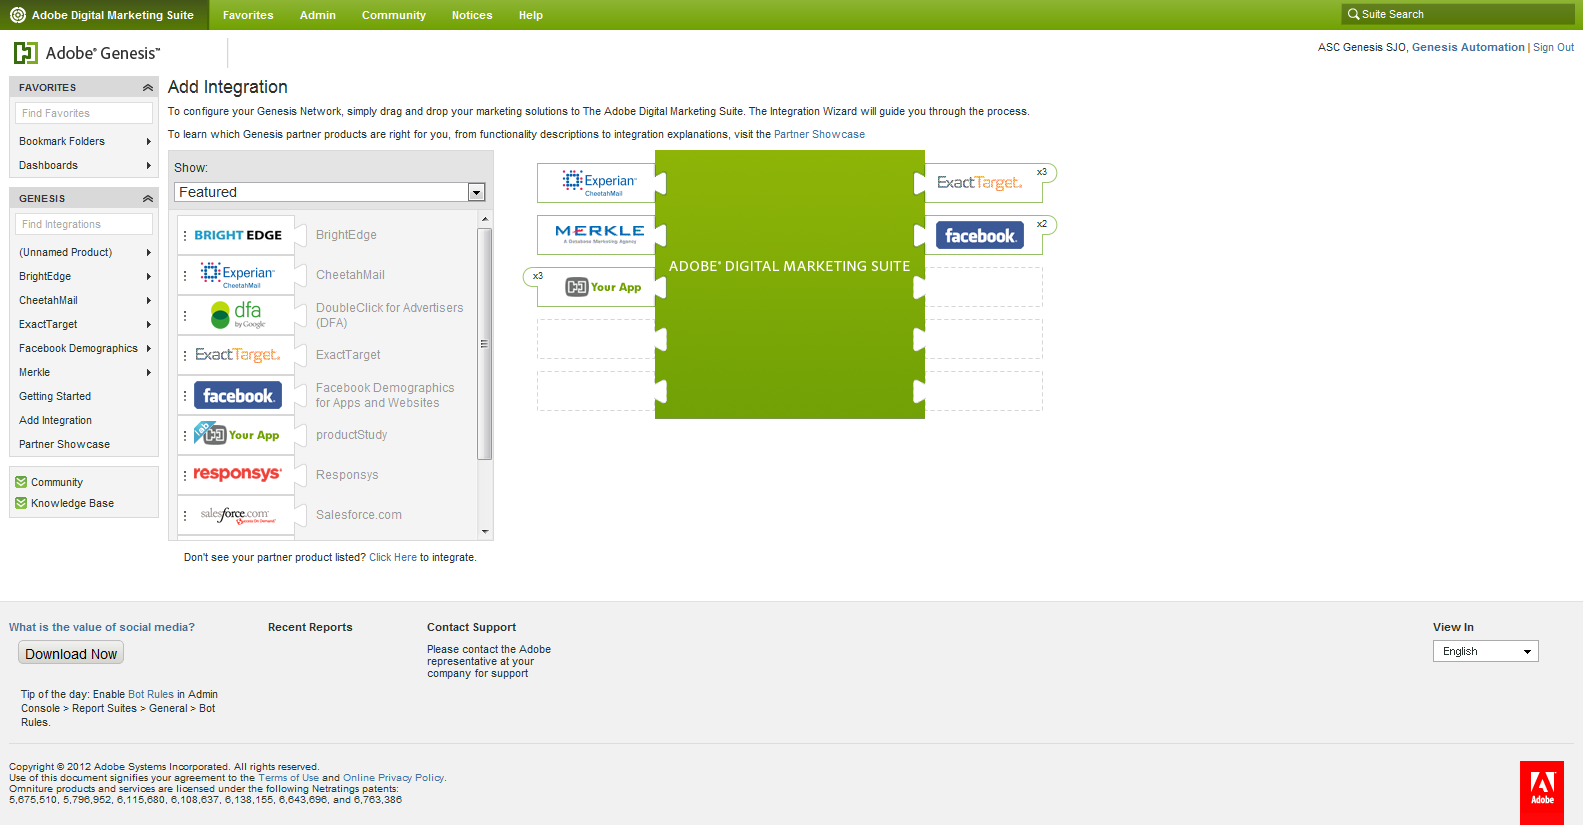 Adobe Digital Marketing Suite
Favorites
Admin
Community
Notices
Help
Suite Search
Adobe® Genesis™
ASC Genesis SJO, Genesis Automation | Sign Out
FAVORITES
Find Favorites
Bookmark Folders
Dashboards
GENESIS
Find Integrations
(Unnamed Product)
BrightEdge
CheetahMail
ExactTarget
Facebook Demographics
Merkle
Getting Started
Add Integration
Partner Showcase
Community
Knowledge Base
Add Integration
To configure your Genesis Network, simply drag and drop your marketing solutions to The Adobe Digital Marketing Suite. The Integration Wizard will guide you through the process.
To learn which Genesis partner products are right for you, from functionality descriptions to integration explanations, visit the Partner Showcase
Show:
Featured
BRIGHT EDGE
BrightEdge
Experian™
CheetahMail
CheetahMail
dfa
by Google
DoubleClick for Advertisers
(DFA)
ExactTarget.
ExactTarget
facebook.
Facebook Demographics
for Apps and Websites
lab
Your App
productStudy
responsys
Responsys
salesforce.com
Success On Demand
Salesforce.com
Don't see your partner product listed? Click Here to integrate.
Experian™
CheetahMail
MERKLE
A Database Marketing Agency
x3
Your App
ADOBE® DIGITAL MARKETING SUITE
x3
ExactTarget.
x2
facebook.
What is the value of social media?
Download Now
Tip of the day: Enable Bot Rules in Admin
Console > Report Suites > General > Bot
Rules.
Recent Reports
Contact Support
Please contact the Adobe
representative at your
company for support
View In
English
Copyright © 2012 Adobe Systems Incorporated. All rights reserved.
Use of this document signifies your agreement to the Terms of Use and Online Privacy Policy.
Omniture products and services are licensed under the following Netratings patents:
5,675,510, 5,796,952, 6,115,680, 6,108,637, 6,138,155, 6,643,696, and 6,763,386
Adobe